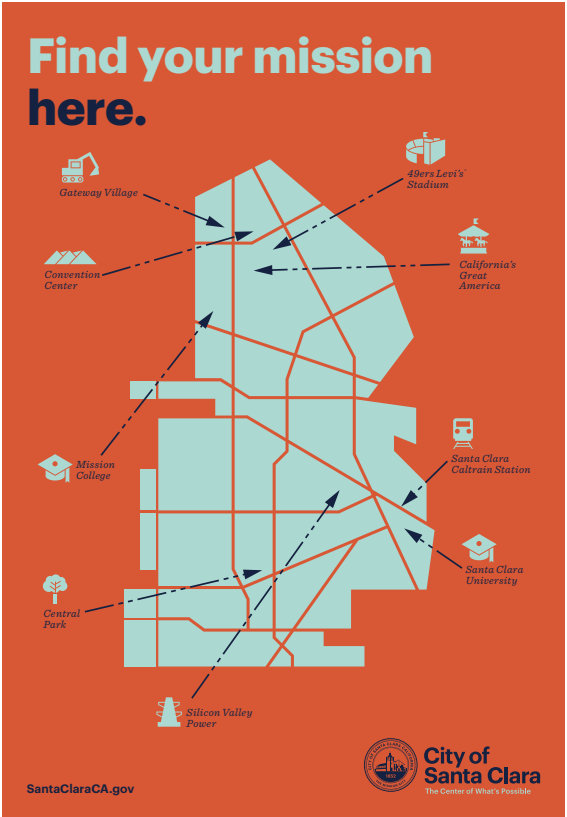 Find your mission
here.
Gateway Village
49ers Levi's®
Stadium
Convention
Center
California's
Great
America
Mission
College
Santa Clara
Caltrain Station
Santa Clara
University
Central
Park
Silicon Valley
Power
1852
City of
Santa Clara
The Center of What's Possible
SantaClaraCA.gov